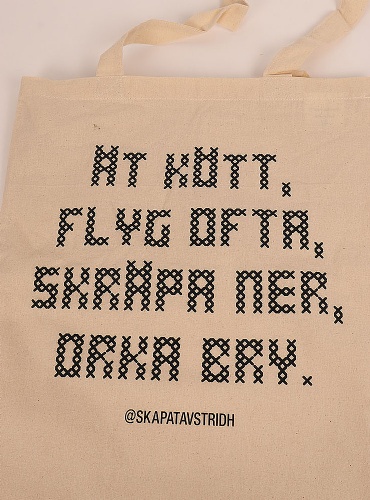 ÄT KÖTT,
FLYG OFTA,
SKRÄPA NER,
ORKA BRY.
@SKAPATAVSTRIDH